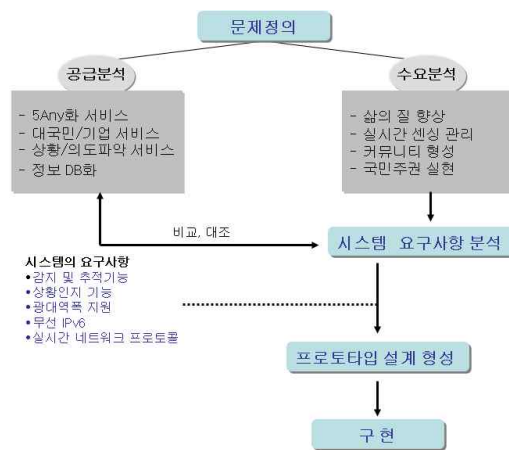 문제정의
공급분석
- 5Any화 서비스
- 대국민/기업 서비스
- 상황/의도파악 서비스
- 정보 DB화
수요분석
- 삶의 질 향상
- 실시간 센싱 관리
- 커뮤니티 형성
- 국민주권 실현
비교, 대조
시스템 요구사항 분석
시스템의 요구사항
•감지 및 추적기능
•상황인지 기능
•광대역폭 지원
•무선 IPv6
•실시간 네트워크 프로토콜
프로토타입 설계 형성
구 현